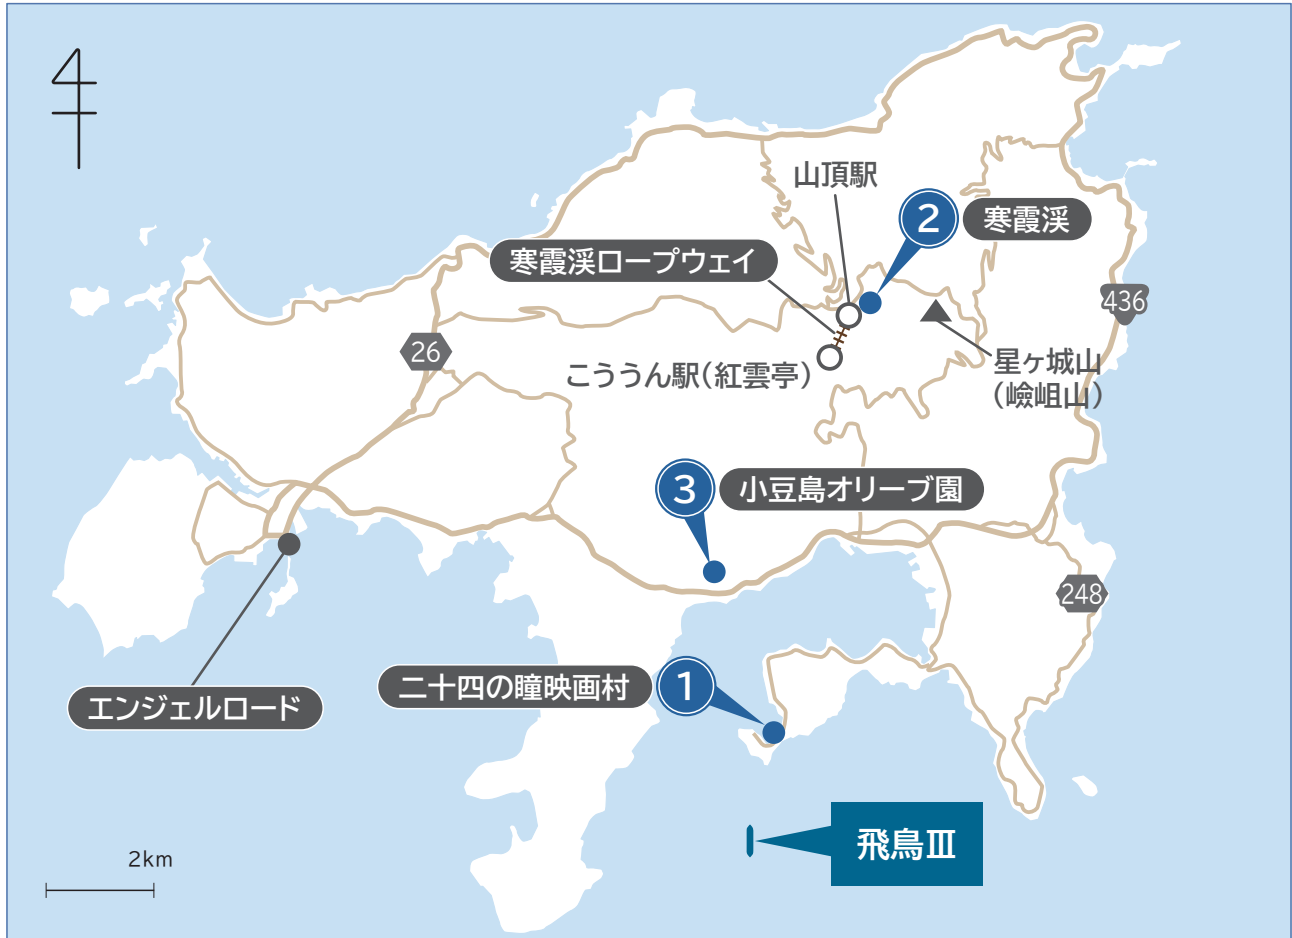 山頂駅
2
寒霞渓
寒霞渓ロープウェイ
436
26
こううん駅(紅雲亭)
星ヶ城山
(嶮岨山)
3
小豆島オリーブ園
248
二十四の瞳映画村
1
エンジェルロード
飛鳥Ⅲ
2km